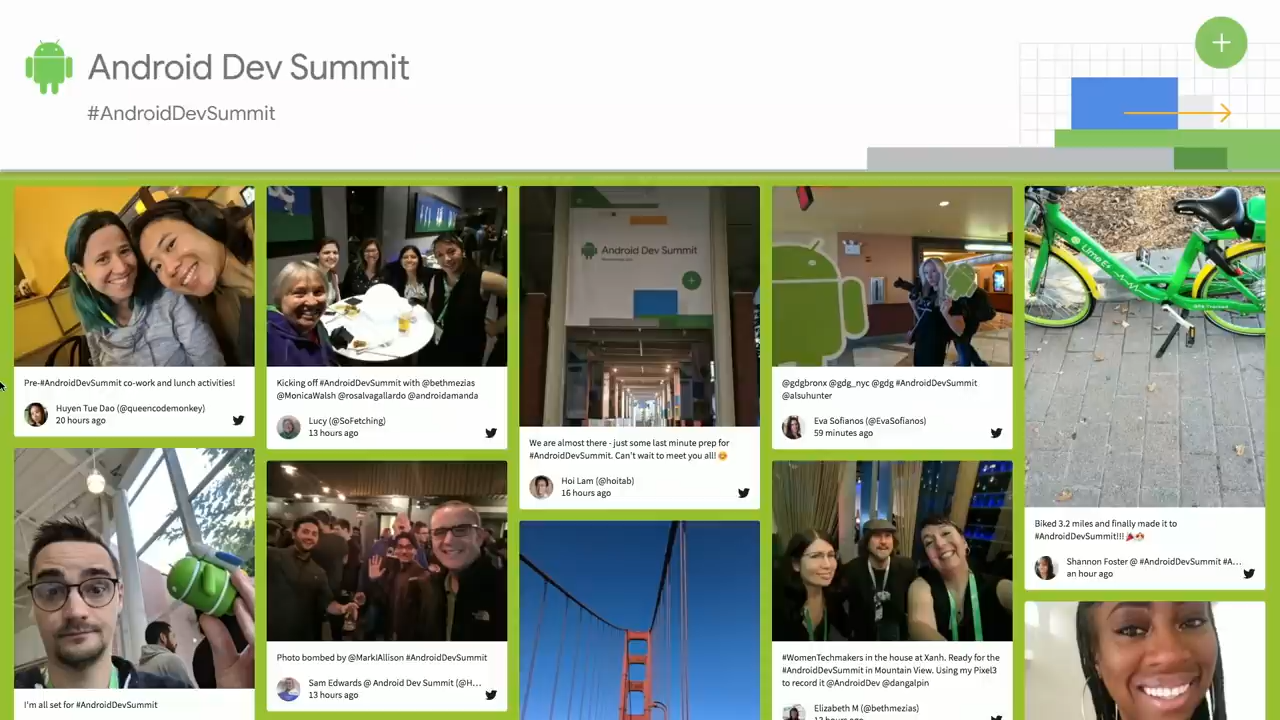 Android Dev Summit
#AndroidDevSummit
Pre-#AndroidDevSummit co-work and lunch activities!
Huyen Tue Dao (@queencodemonkey)
20 hours ago
I'm all set for #AndroidDevSummit
Kicking off #AndroidDevSummit with @bethmezias
@MonicaWalsh @rosalvagallardo @androidamanda
Lucy (@SoFetching)
13 hours ago
Photo bombed by @MarkIAllison #AndroidDevSummit
Sam Edwards @ Android Dev Summit (@H...
13 hours ago
Android Dev Summit
We are almost there - just some last minute prep for
#AndroidDevSummit. Can't wait to meet you all! 😊
Hoi Lam (@hoitab)
16 hours ago
@gdgbronx @gdg_nyc @gdg #AndroidDevSummit
@alsuhunter
Eva Sofianos (@EvaSofianos)
59 minutes ago
#WomenTechmakers in the house at Xanh. Ready for the
#AndroidDevSummit in Mountain View. Using my Pixel3
to record it @AndroidDev @dangalpin
Elizabeth M (@bethmezias)
Lime-E
Biked 3.2 miles and finally made it to
#AndroidDevSummit!!!
Shannon Foster @ #AndroidDevSummit #A...
an hour ago